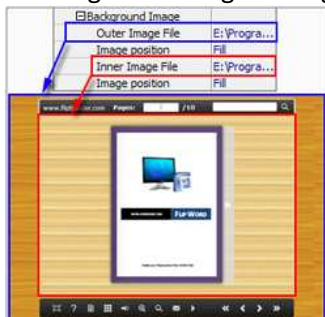 Background Image
Outer Image File E:\Progra...
Image position Fill
Inner Image File E:\Progra...
Image position Fill
Pages: /10
FLIP WORD